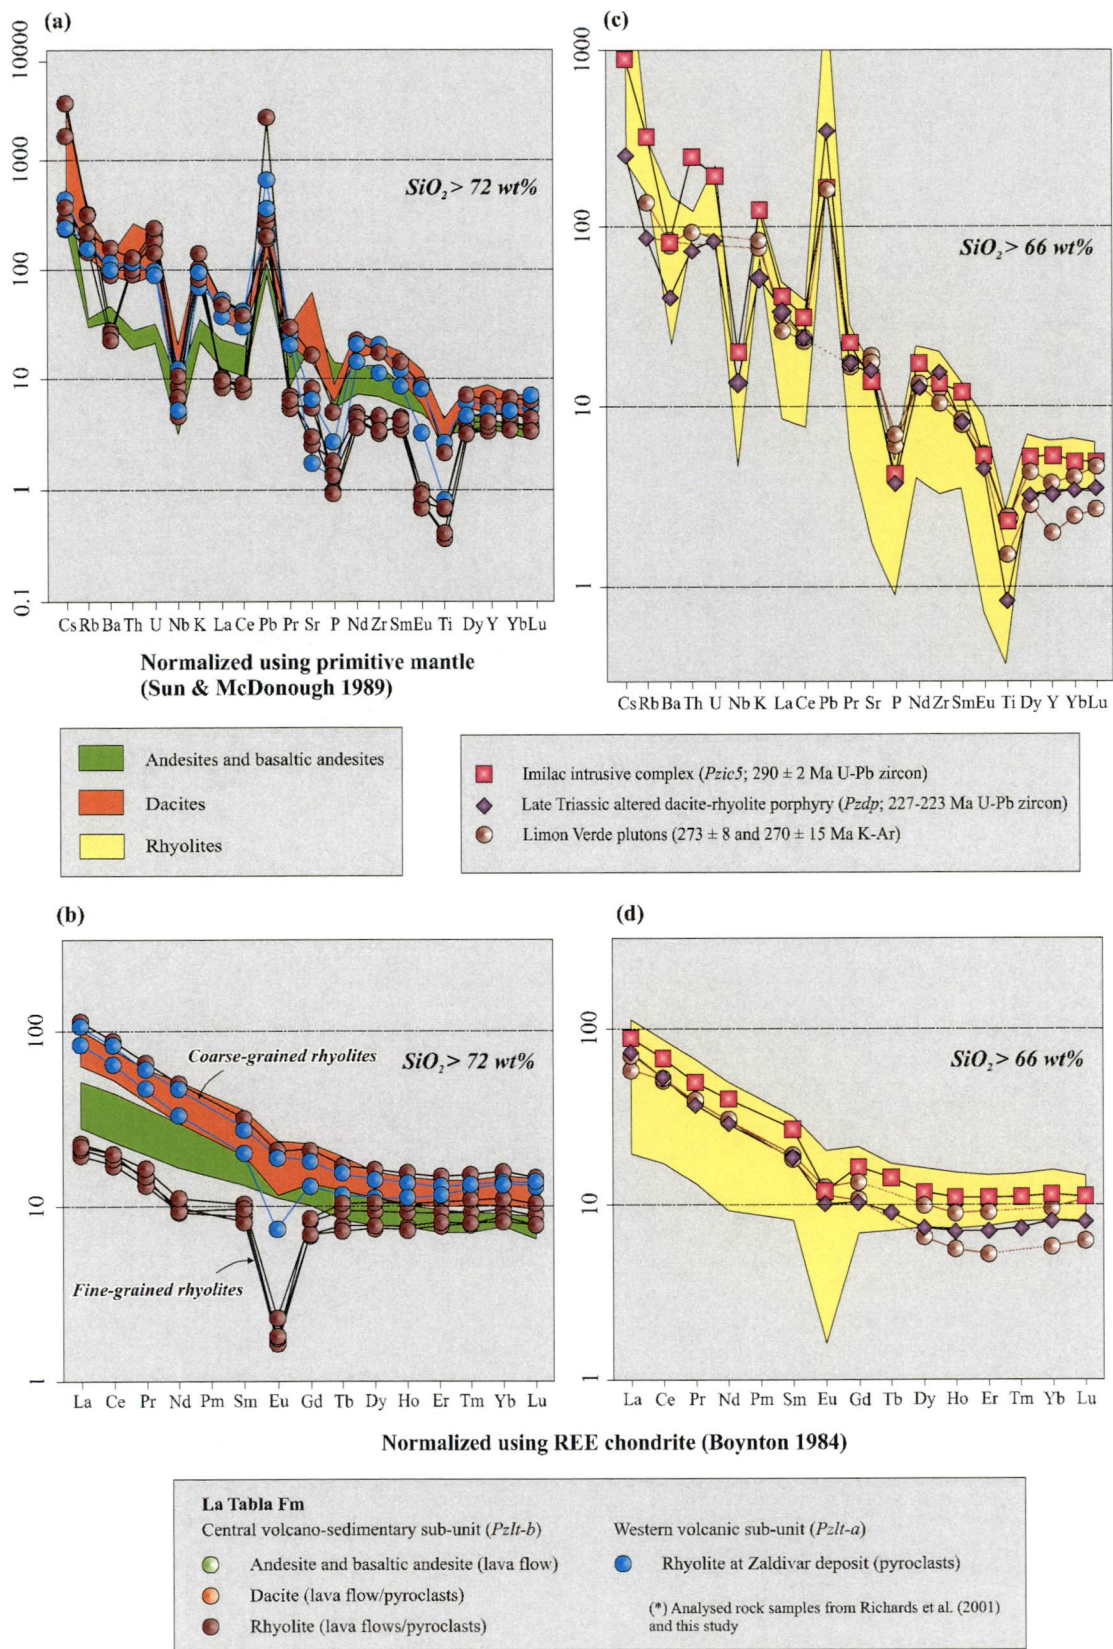 (a)
10000
1000
100
10
1
0.1
SiO2 > 72 wt%
Cs Rb Ba Th U Nb K La Ce Pb Pr Sr P Nd Zr Sm Eu Ti Dy Y Yb Lu
Normalized using primitive mantle
(Sun & McDonough 1989)
(c)
1000
100
10
1
SiO2 > 66 wt%
Cs Rb Ba Th U Nb K La Ce Pb Pr Sr P Nd Zr Sm Eu Ti Dy Y Yb Lu
Andesites and basaltic andesites
Dacites
Rhyolites
Imilac intrusive complex (Pzic5; 290 ± 2 Ma U-Pb zircon)
Late Triassic altered dacite-rhyolite porphyry (Pzdp; 227-223 Ma U-Pb zircon)
Limon Verde plutons (273 ± 8 and 270 ± 15 Ma K-Ar)
(b)
100
10
1
Coarse-grained rhyolites
SiO2 > 72 wt%
Fine-grained rhyolites
La Ce Pr Nd Pm Sm Eu Gd Tb Dy Ho Er Tm Yb Lu
(d)
100
10
1
SiO2 > 66 wt%
La Ce Pr Nd Pm Sm Eu Gd Tb Dy Ho Er Tm Yb Lu
Normalized using REE chondrite (Boynton 1984)
La Tabla Fm
Central volcano-sedimentary sub-unit (Pzlt-b)
Andesite and basaltic andesite (lava flow)
Dacite (lava flow/pyroclasts)
Rhyolite (lava flows/pyroclasts)
Western volcanic sub-unit (Pzlt-a)
Rhyolite at Zaldivar deposit (pyroclasts)
(*) Analysed rock samples from Richards et al. (2001)
and this study